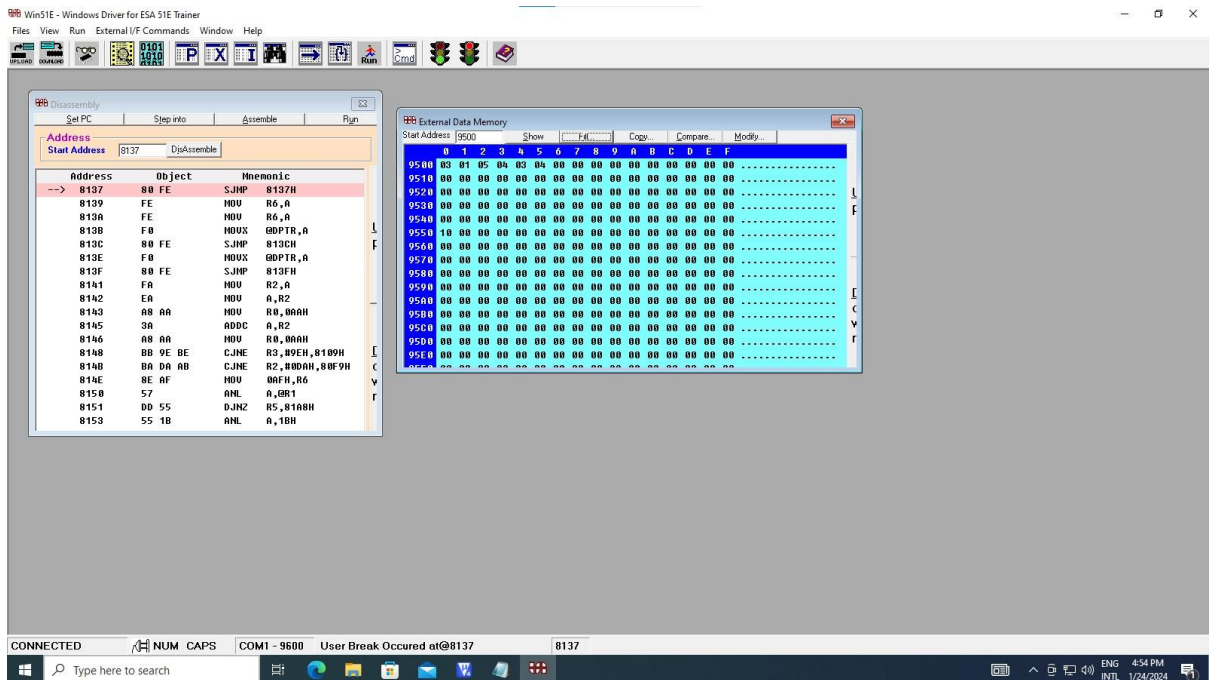 Win51E - Windows Driver for ESA 51E Trainer
Files View Run External I/F Commands Window Help
UPLOAD DOWNLOAD 0101 1010 0101 P X I Run >_ Cmd
Disassembly
Set PC Step into Assemble Run
Address
Start Address 8137 DisAssemble
Address Object Mnemonic
--> 8137 80 FE SJMP 8137H
8139 FE MOV R6,A
813A FE MOV R6,A
813B F0 MOVX @DPTR,A
813C 80 FE SJMP 813CH
813E F0 MOVX @DPTR,A
813F 80 FE SJMP 813FH
8141 FA MOV R2,A
8142 EA MOV A,R2
8143 A8 AA MOV R0,0AAH
8145 3A ADDC A,R2
8146 A8 AA MOV R0,0AAH
8148 BB 9E BE CJNE R3,#9EH,8109H
814B BA DA AB CJNE R2,#0DAH,80F9H
814E 8E AF MOV 0AFH,R6
8150 57 ANL A,@R1
8151 DD 55 DJNZ R5,81A8H
8153 55 1B ANL A,1BH
External Data Memory
Start Address 9500 Show Fill... Copy... Compare... Modify...
0 1 2 3 4 5 6 7 8 9 A B C D E F
9500 03 01 05 04 03 04 00 00 00 00 00 00 00 00 00 00 ................
9510 00 00 00 00 00 00 00 00 00 00 00 00 00 00 00 00 ................
9520 00 00 00 00 00 00 00 00 00 00 00 00 00 00 00 00 ................
9530 00 00 00 00 00 00 00 00 00 00 00 00 00 00 00 00 ................
9540 00 00 00 00 00 00 00 00 00 00 00 00 00 00 00 00 ................
9550 10 00 00 00 00 00 00 00 00 00 00 00 00 00 00 00 ................
9560 00 00 00 00 00 00 00 00 00 00 00 00 00 00 00 00 ................
9570 00 00 00 00 00 00 00 00 00 00 00 00 00 00 00 00 ................
9580 00 00 00 00 00 00 00 00 00 00 00 00 00 00 00 00 ................
9590 00 00 00 00 00 00 00 00 00 00 00 00 00 00 00 00 ................
95A0 00 00 00 00 00 00 00 00 00 00 00 00 00 00 00 00 ................
95B0 00 00 00 00 00 00 00 00 00 00 00 00 00 00 00 00 ................
95C0 00 00 00 00 00 00 00 00 00 00 00 00 00 00 00 00 ................
95D0 00 00 00 00 00 00 00 00 00 00 00 00 00 00 00 00 ................
95E0 00 00 00 00 00 00 00 00 00 00 00 00 00 00 00 00 ................
CONNECTED NUM CAPS COM1 - 9600 User Break Occured at@8137 8137
Type here to search
ENG 4:54 PM
INTL 1/24/2024